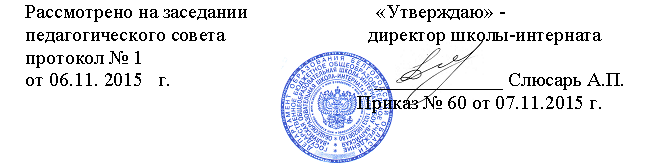 Рассмотрено на заседании «Утверждаю» -
педагогического совета директор школы-интерната
протокол № 1
от 06.11. 2015 г. _____________ Слюсарь А.П.
Приказ № 60 от 07.11.2015 г.